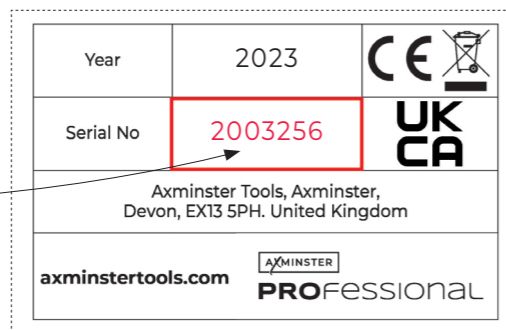 Year 2023 CE
Serial No 2003256 UK
CA
Axminster Tools, Axminster,
Devon, EX13 5PH. United Kingdom
axminstertools.com AXMINSTER
PROFESSIONAL